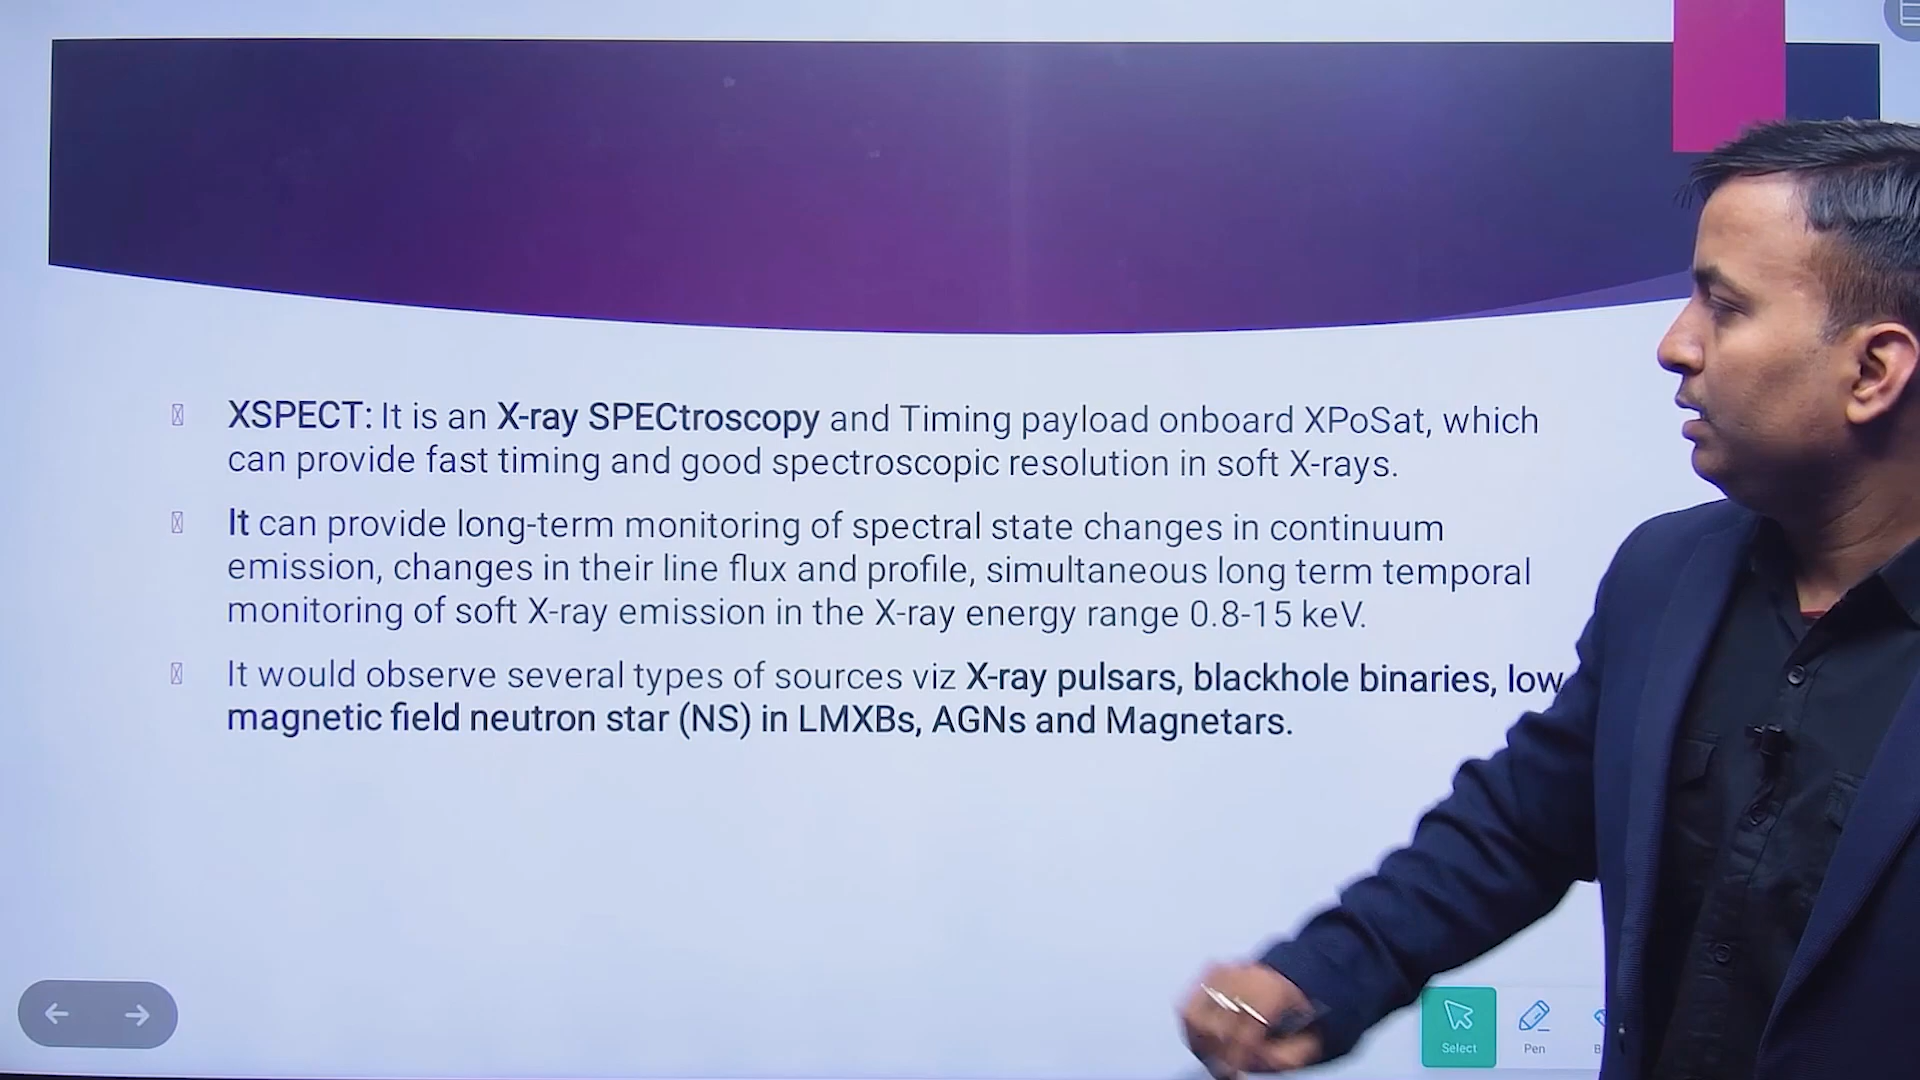 XSPECT: It is an X-ray SPECtroscopy and Timing payload onboard XPoSat, which
can provide fast timing and good spectroscopic resolution in soft X-rays.
It can provide long-term monitoring of spectral state changes in continuum
emission, changes in their line flux and profile, simultaneous long term temporal
monitoring of soft X-ray emission in the X-ray energy range 0.8-15 keV.
It would observe several types of sources viz X-ray pulsars, blackhole binaries, low
magnetic field neutron star (NS) in LMXBs, AGNs and Magnetars.
Select
Pen